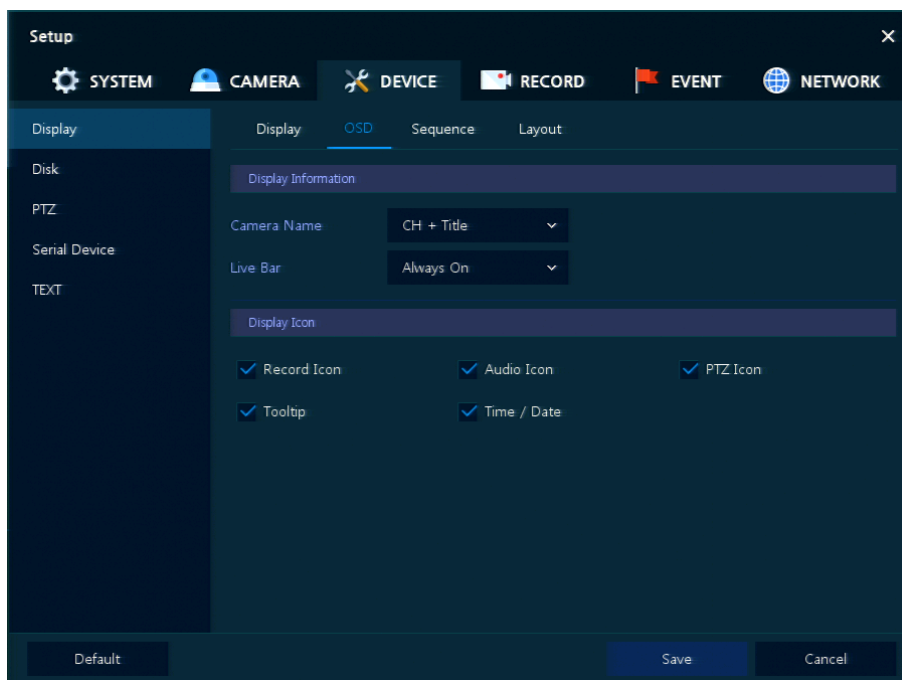 Setup
SYSTEM CAMERA DEVICE RECORD EVENT NETWORK
Display
Disk
PTZ
Serial Device
TEXT
Display OSD Sequence Layout
Display Information
Camera Name CH + Title
Live Bar Always On
Display Icon
Record Icon Audio Icon PTZ Icon
Tooltip Time / Date
Default Save Cancel